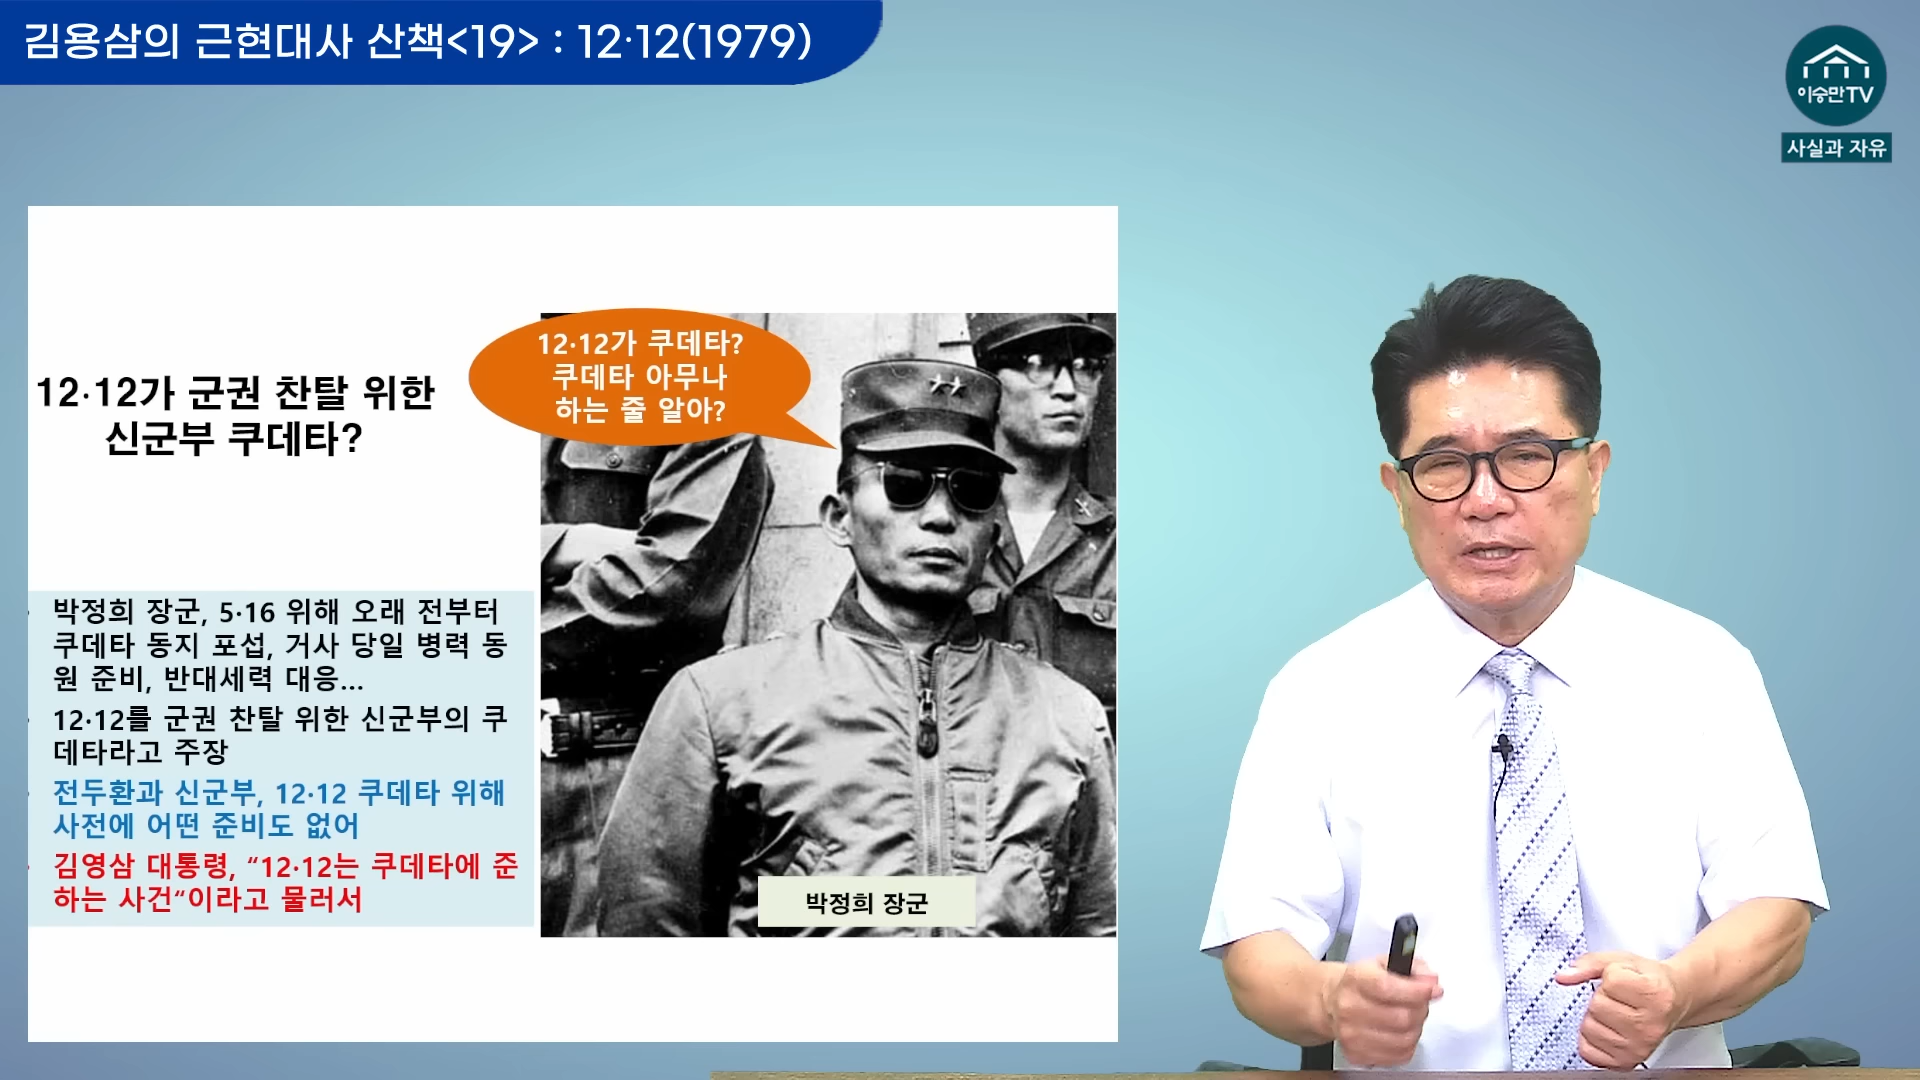 김용삼의 근현대사 산책<19> : 12·12(1979)
이승만TV
사실과 자유
12·12가 군권 찬탈 위한
신군부 쿠데타?
12·12가 쿠데타?
쿠데타 아무나
하는 줄 알아?
· 박정희 장군, 5·16 위해 오래 전부터
쿠데타 동지 포섭, 거사 당일 병력 동
원 준비, 반대세력 대응...
· 12·12를 군권 찬탈 위한 신군부의 쿠
데타라고 주장
· 전두환과 신군부, 12·12 쿠데타 위해
사전에 어떤 준비도 없어
· 김영삼 대통령, “12·12는 쿠데타에 준
하는 사건“이라고 물러서
박정희 장군